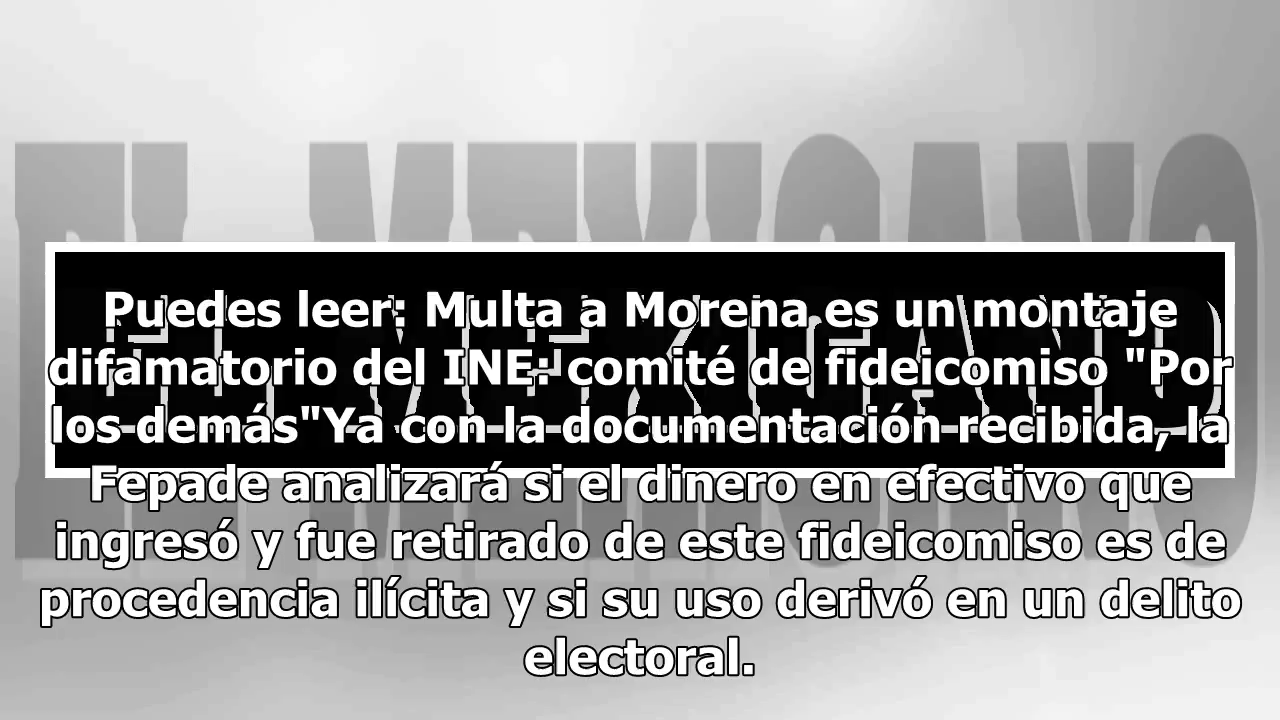 EL MEXICANO
Puedes leer: Multa a Morena es un montaje
difamatorio del INE: comité de fideicomiso "Por
los demás"Ya con la documentación recibida, la
Fepade analizará si el dinero en efectivo que
ingresó y fue retirado de este fideicomiso es de
procedencia ilícita y si su uso derivó en un delito
electoral.